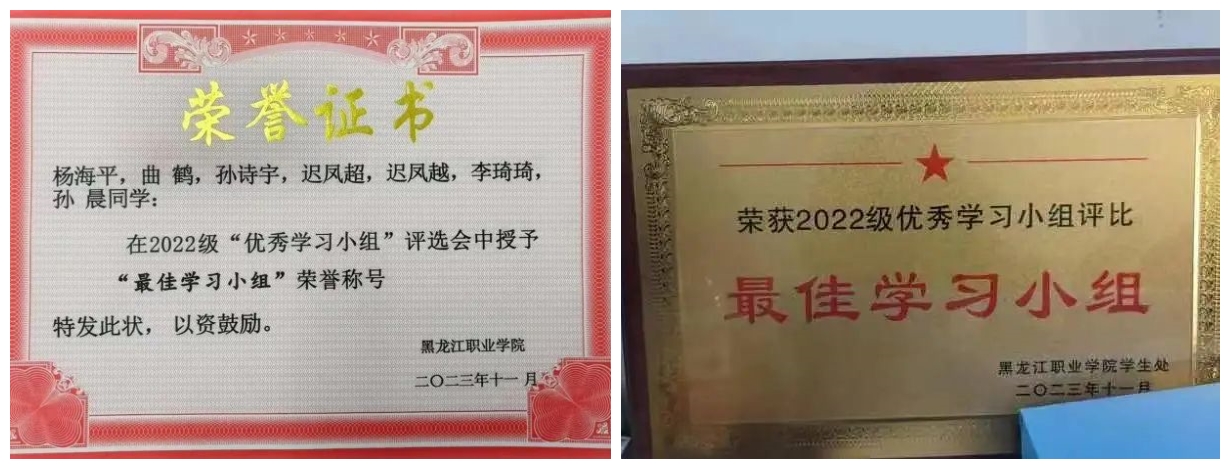 荣誉证书
杨海平，曲 鹤，孙诗宇，迟凤超，迟凤越，李琦琦，
孙 晨同学：
在2022级“优秀学习小组”评选会中授予
“最佳学习小组”荣誉称号
特发此状， 以资鼓励。
黑龙江职业学院
二〇二三年十一 月
荣获2022级优秀学习小组评比
最佳学习小组
黑龙江职业学院学生处
二〇二三年十一月